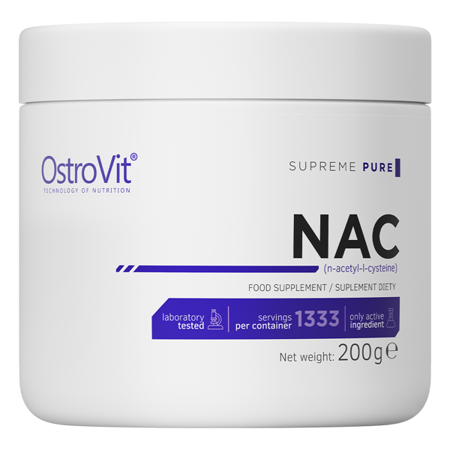 OstroVit®
TECHNOLOGY OF NUTRITION
SUPREME PURE
NAC
(n-acetyl-l-cysteine)
FOOD SUPPLEMENT / SUPLEMENT DIETY
laboratory tested
servings per container 1333
only active ingredient
Net weight: 200g℮